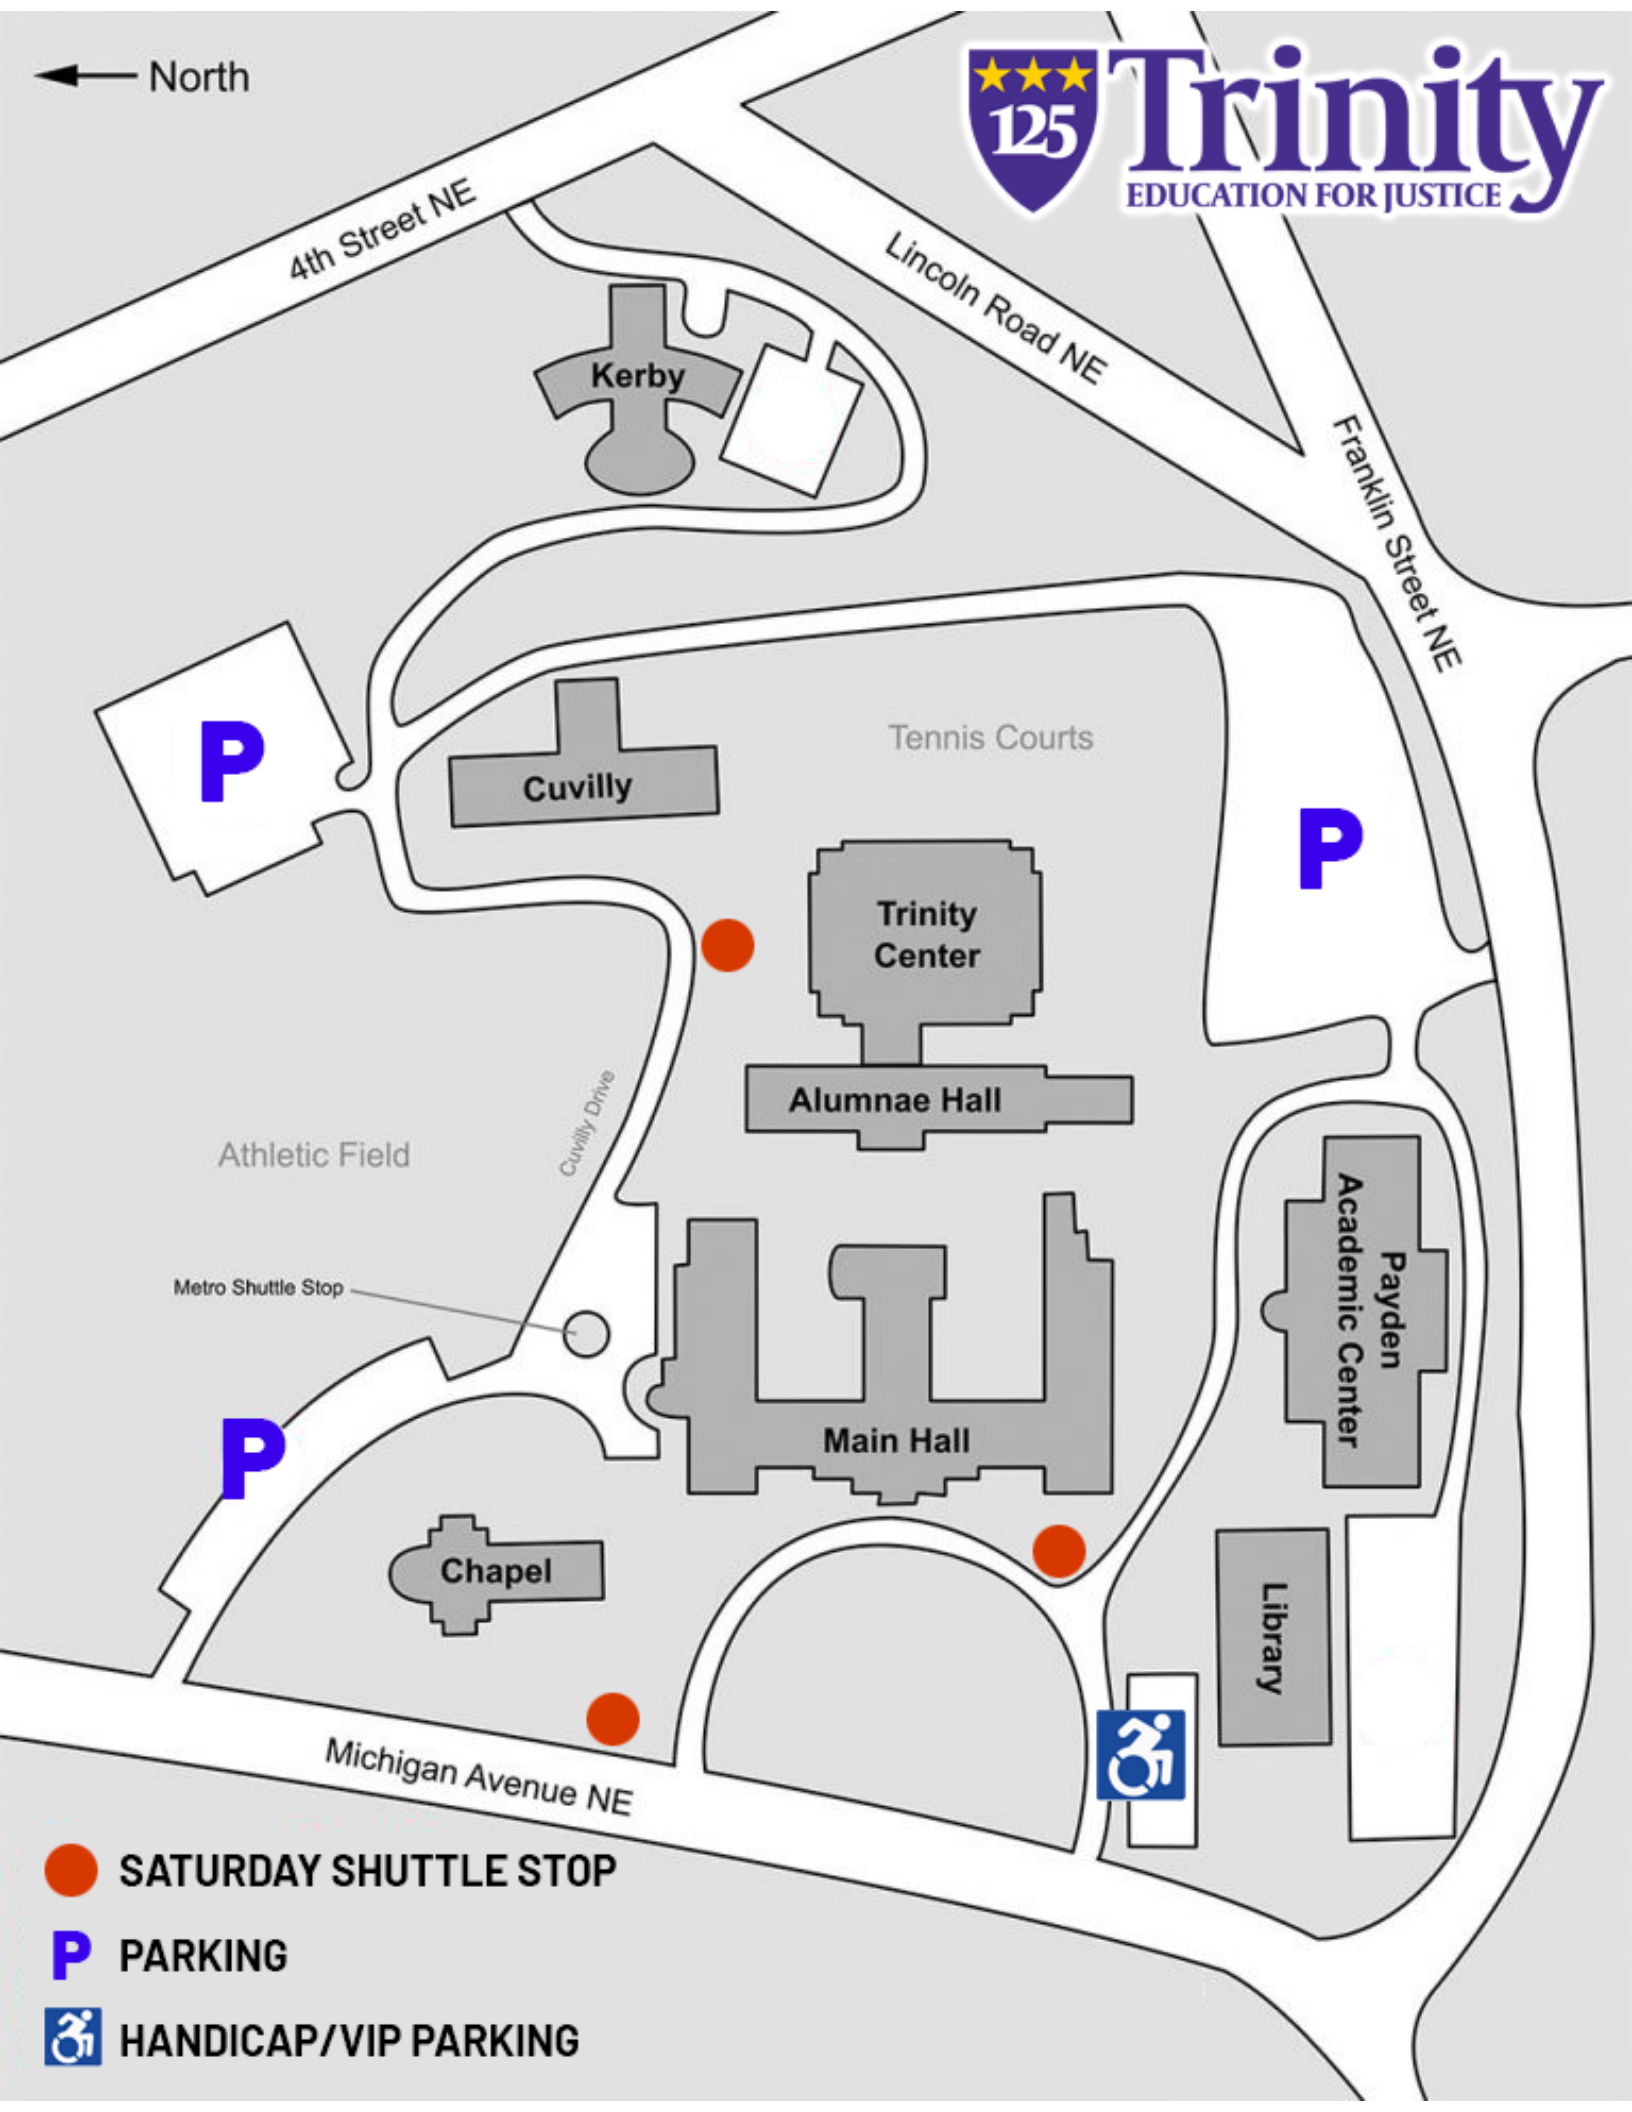 North
125
Trinity
EDUCATION FOR JUSTICE
4th Street NE
Lincoln Road NE
Kerby
Franklin Street NE
P
Tennis Courts
Cuvilly
P
Trinity
Center
Alumnae Hall
Cuvilly Drive
Athletic Field
Payden
Academic Center
Metro Shuttle Stop
P
Main Hall
Chapel
Library
Michigan Avenue NE
SATURDAY SHUTTLE STOP
P PARKING
HANDICAP/VIP PARKING